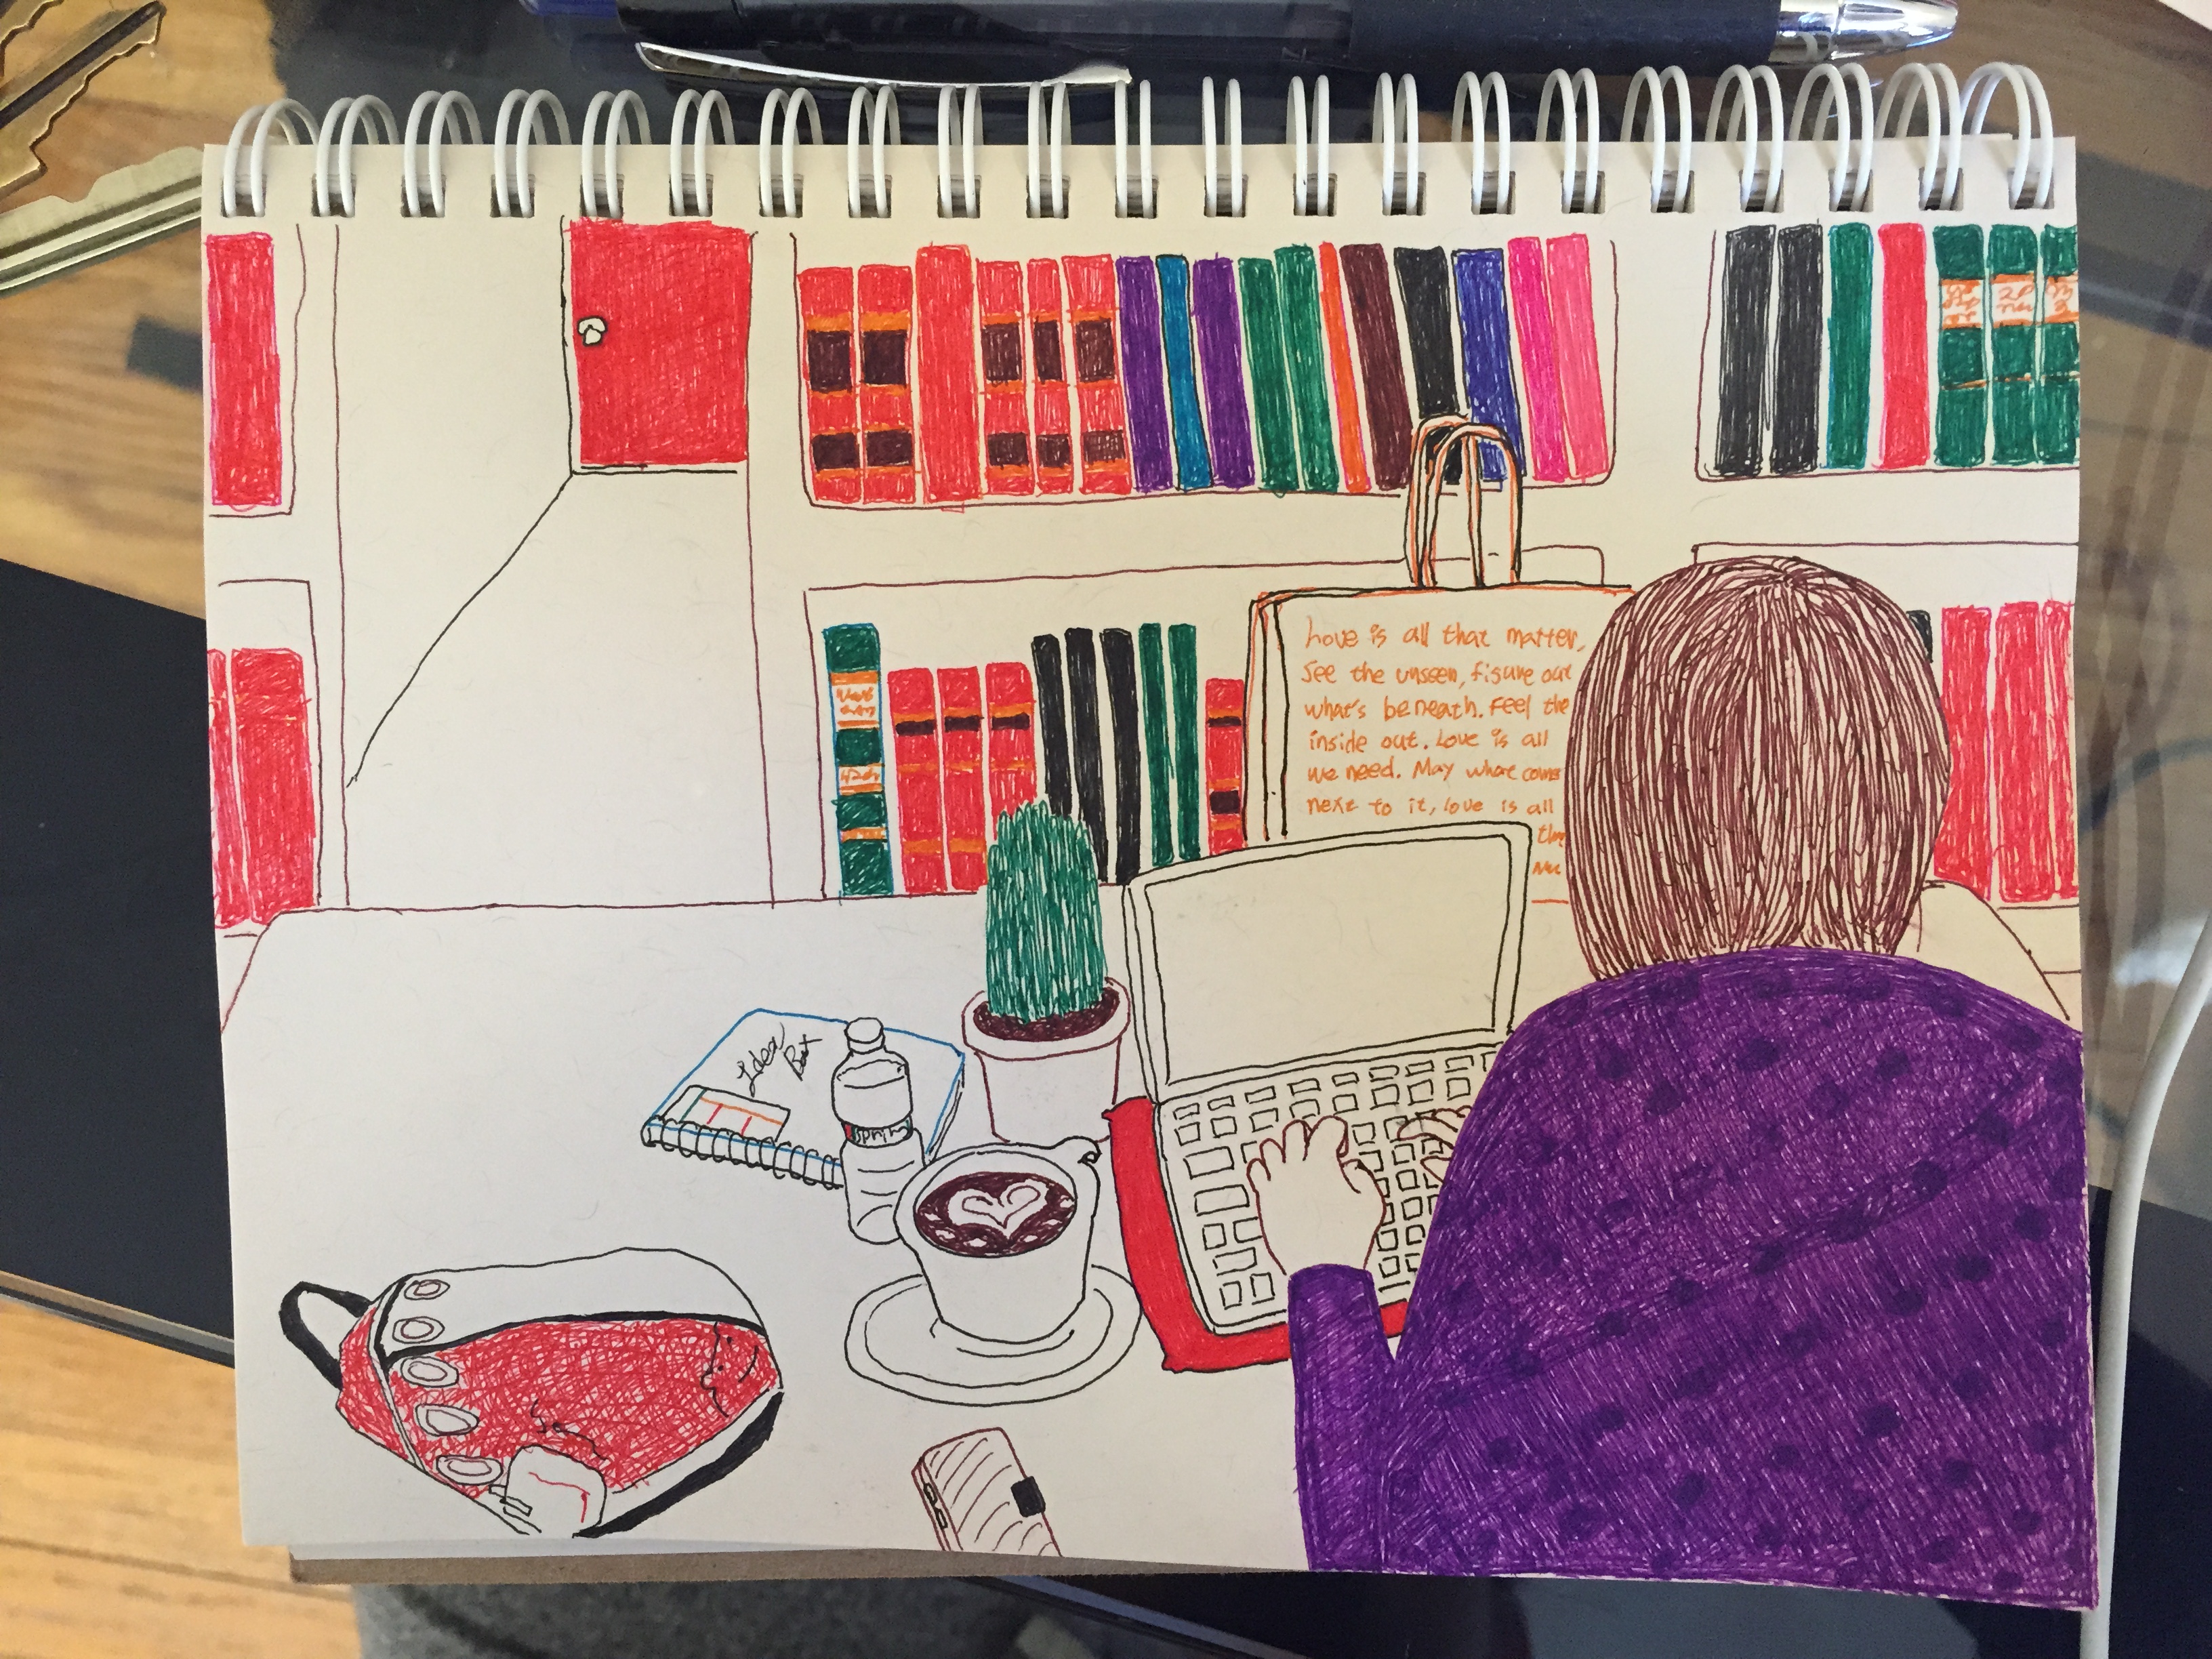 Love is all that matter,
see the unseen, figure out
what's beneath. Feel the
inside out. Love is all
we need. May what comes
next to it, love is all
Idea